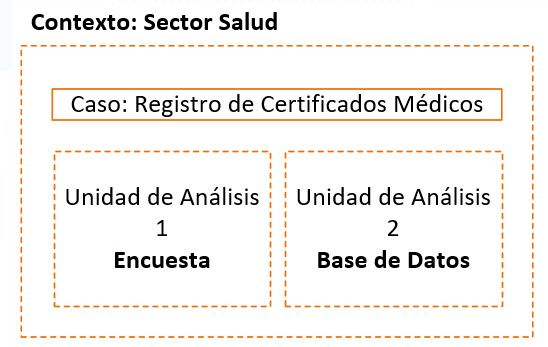 Contexto: Sector Salud
Caso: Registro de Certificados Médicos
Unidad de Análisis
1
Encuesta
Unidad de Análisis
2
Base de Datos